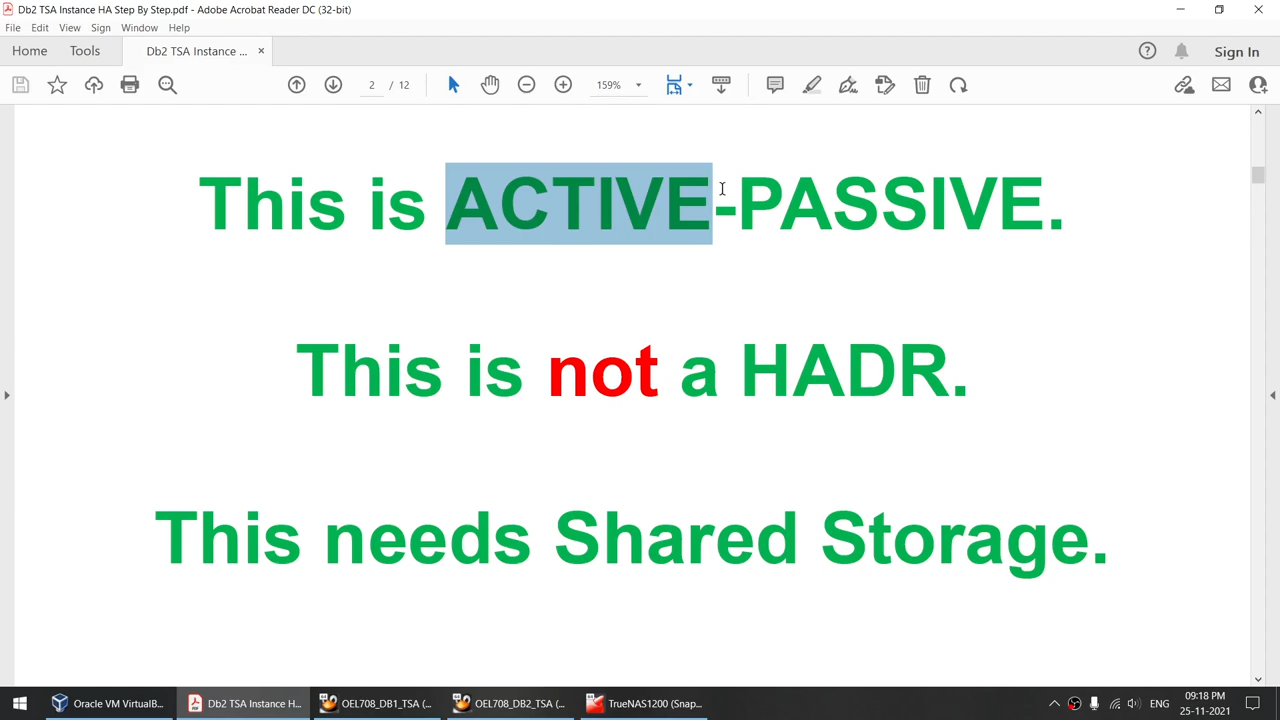 Db2 TSA Instance HA Step By Step.pdf - Adobe Acrobat Reader DC (32-bit)
File Edit View Sign Window Help
Home Tools Db2 TSA Instance ... × Sign In
2 / 12 159%
This is ACTIVE-PASSIVE.
This is not a HADR.
This needs Shared Storage.
Oracle VM VirtualB... Db2 TSA Instance H... OEL708_DB1_TSA (... OEL708_DB2_TSA (... TrueNAS1200 (Snap... ENG 09:18 PM
25-11-2021